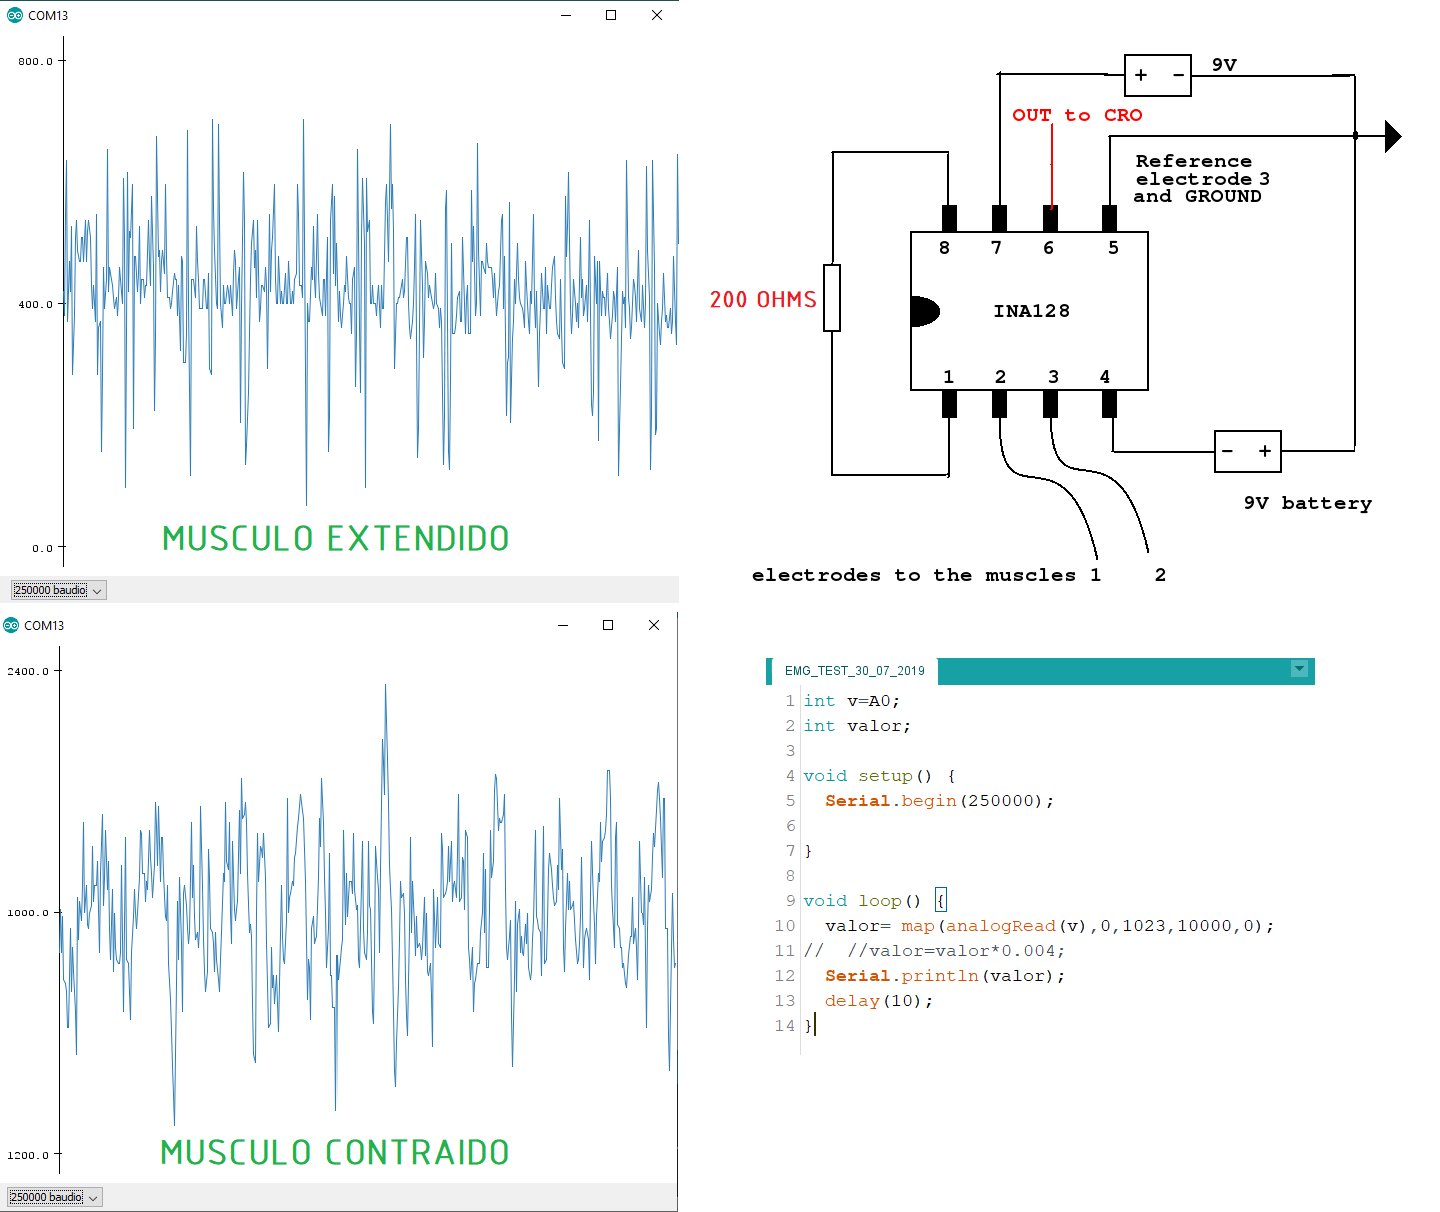 COM13
800.0
400.0
0.0
MUSCULO EXTENDIDO
250000 baudio
9V
+ -
OUT to CRO
Reference
electrode 3
and GROUND
8 7 6 5
200 OHMS
INA128
1 2 3 4
- +
9V battery
electrodes to the muscles 1 2
COM13
2400.0
1000.0
1200.0
MUSCULO CONTRAIDO
250000 baudio
EMG_TEST_30_07_2019
1 int v=A0;
2 int valor;
3
4 void setup() {
5 Serial.begin(250000);
6
7 }
8
9 void loop() {
10 valor= map(analogRead(v),0,1023,10000,0);
11 // //valor=valor*0.004;
12 Serial.println(valor);
13 delay(10);
14 }